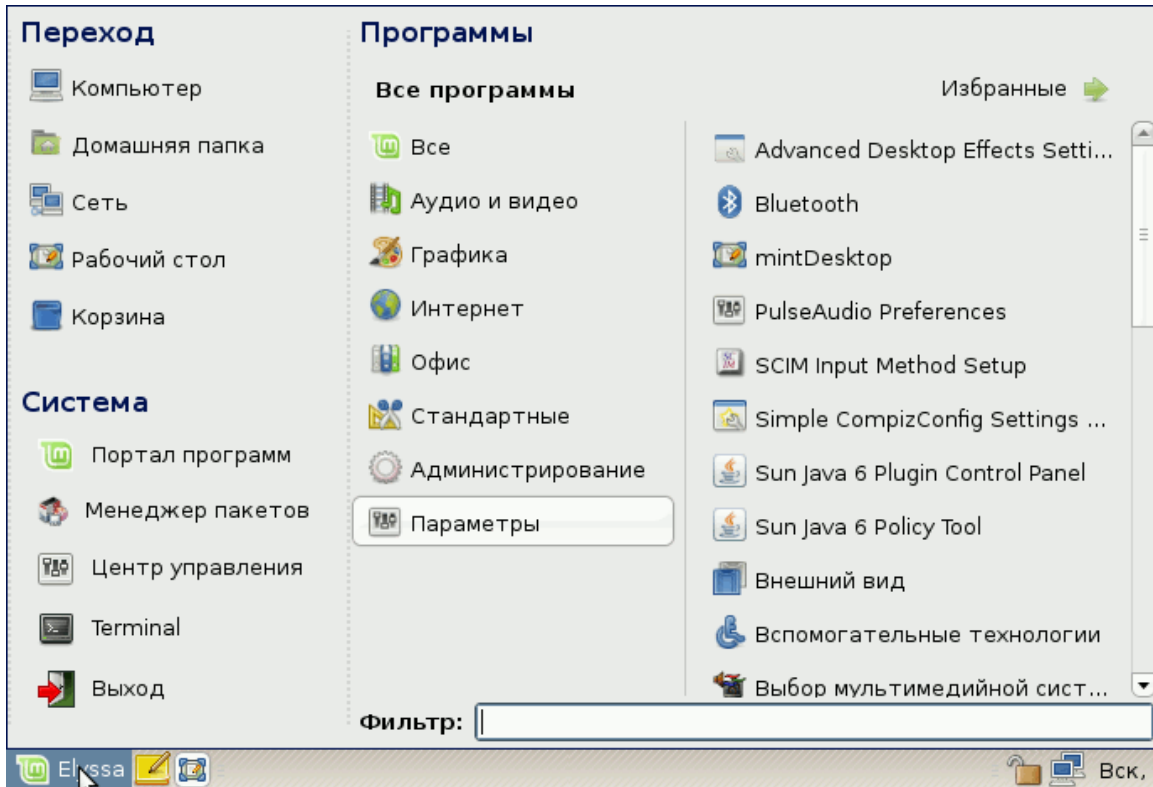 Переход
Компьютер
Домашняя папка
Сеть
Рабочий стол
Корзина
Система
Портал программ
Менеджер пакетов
Центр управления
Terminal
Выход
Программы
Все программы
Избранные
Все
Аудио и видео
Графика
Интернет
Офис
Стандартные
Администрирование
Параметры
Advanced Desktop Effects Setti...
Bluetooth
mintDesktop
PulseAudio Preferences
SCIM Input Method Setup
Simple CompizConfig Settings ...
Sun Java 6 Plugin Control Panel
Sun Java 6 Policy Tool
Внешний вид
Вспомогательные технологии
Выбор мультимедийной сист...
Фильтр:
Elyssa
Вск,